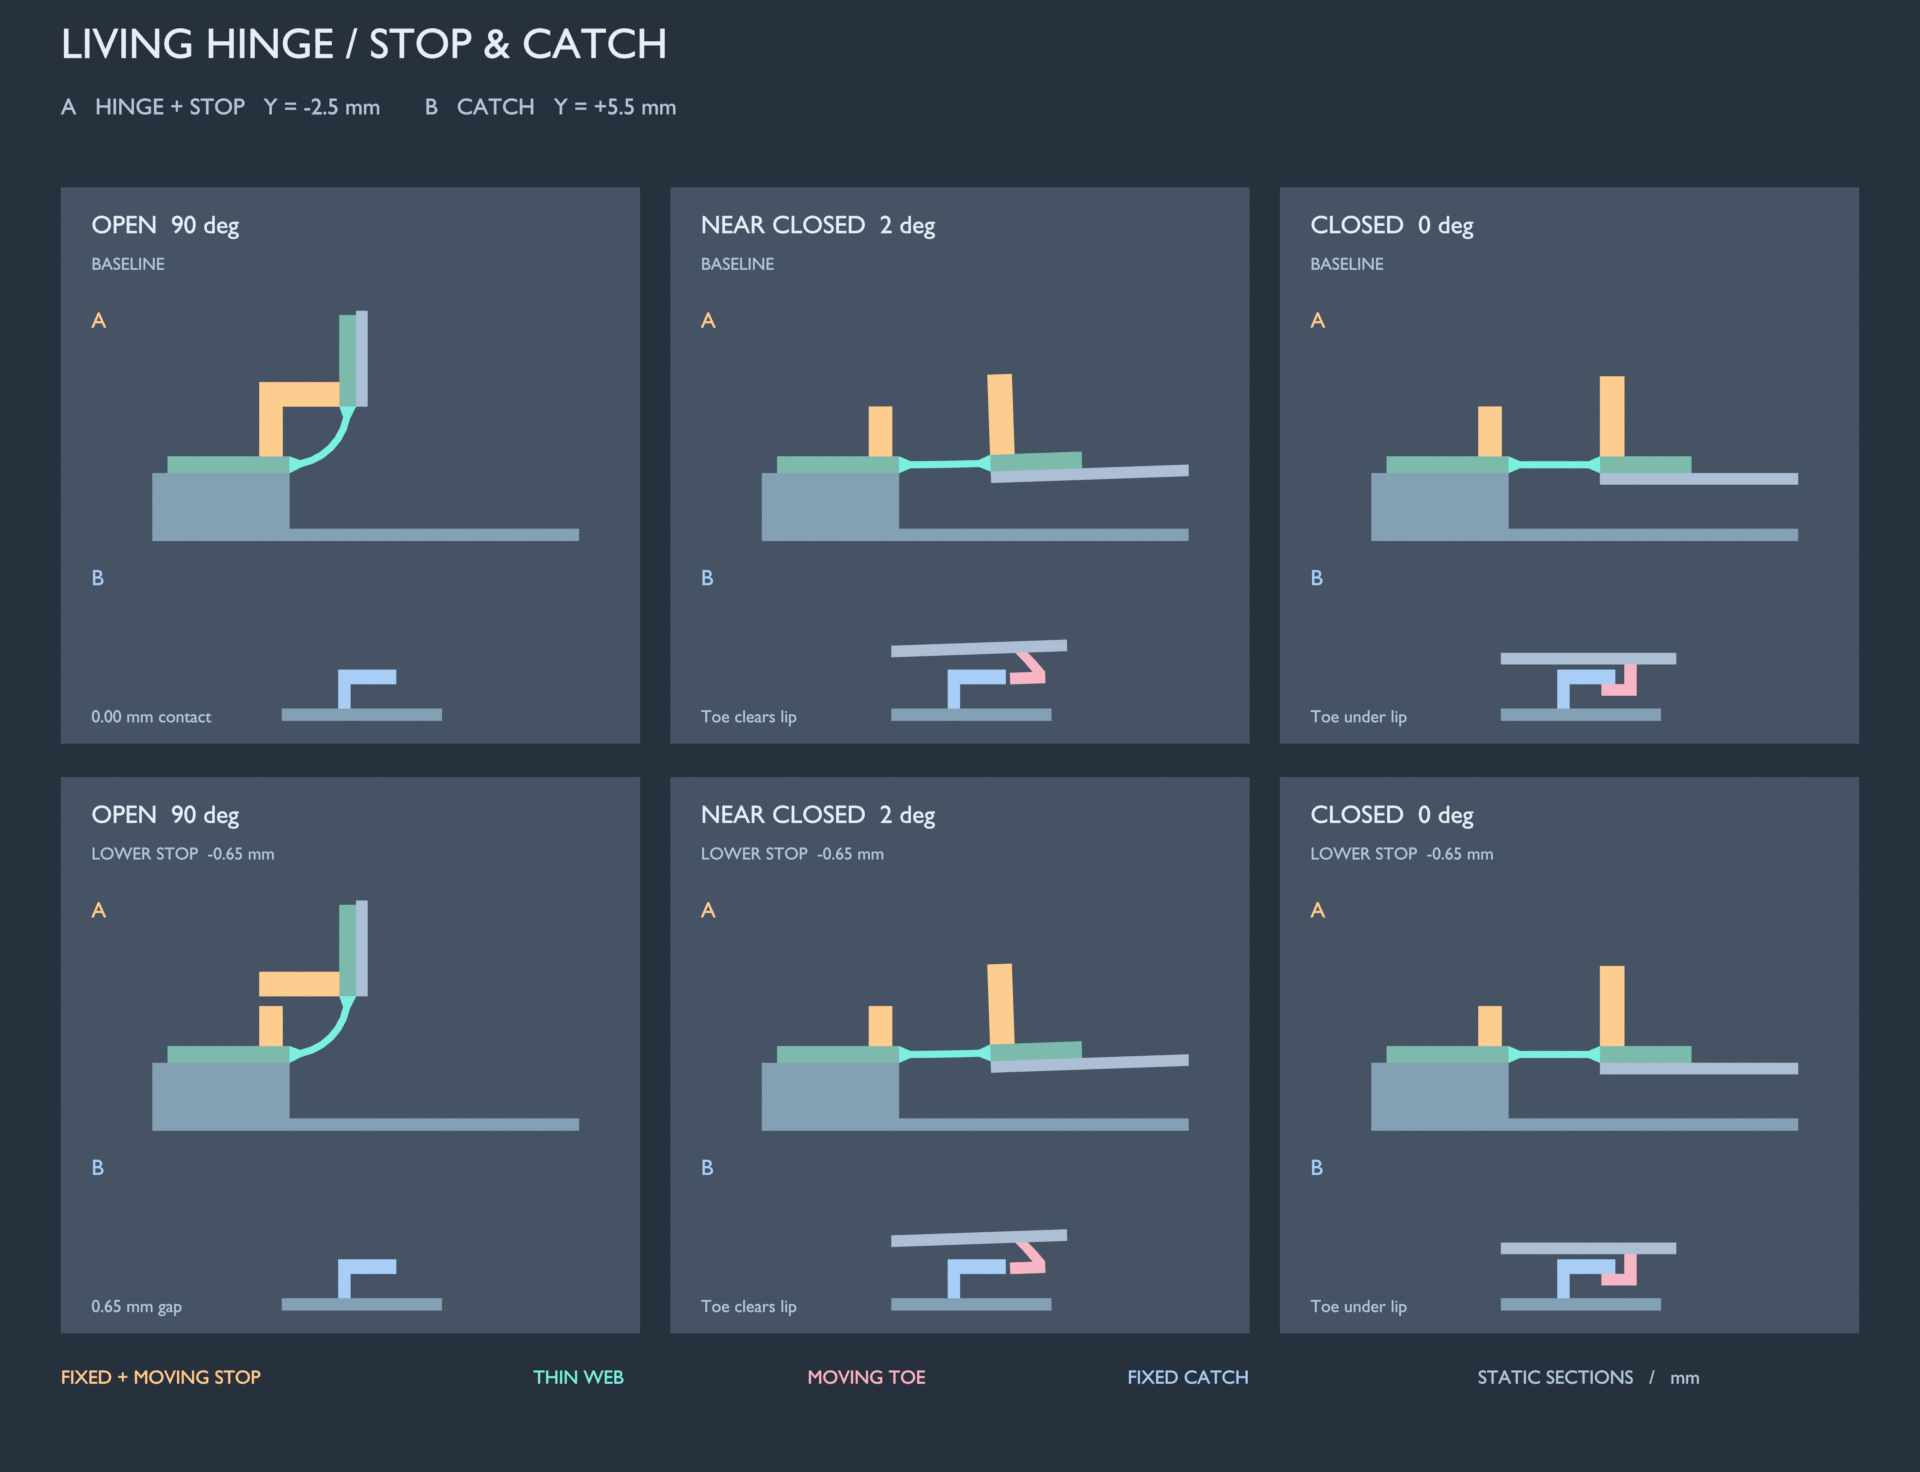 LIVING HINGE / STOP & CATCH
A HINGE + STOP Y = -2.5 mm B CATCH Y = +5.5 mm
OPEN 90 deg
BASELINE
A
B
0.00 mm contact
NEAR CLOSED 2 deg
BASELINE
A
B
Toe clears lip
CLOSED 0 deg
BASELINE
A
B
Toe under lip
OPEN 90 deg
LOWER STOP -0.65 mm
A
B
0.65 mm gap
NEAR CLOSED 2 deg
LOWER STOP -0.65 mm
A
B
Toe clears lip
CLOSED 0 deg
LOWER STOP -0.65 mm
A
B
Toe under lip
FIXED + MOVING STOP THIN WEB MOVING TOE FIXED CATCH STATIC SECTIONS / mm